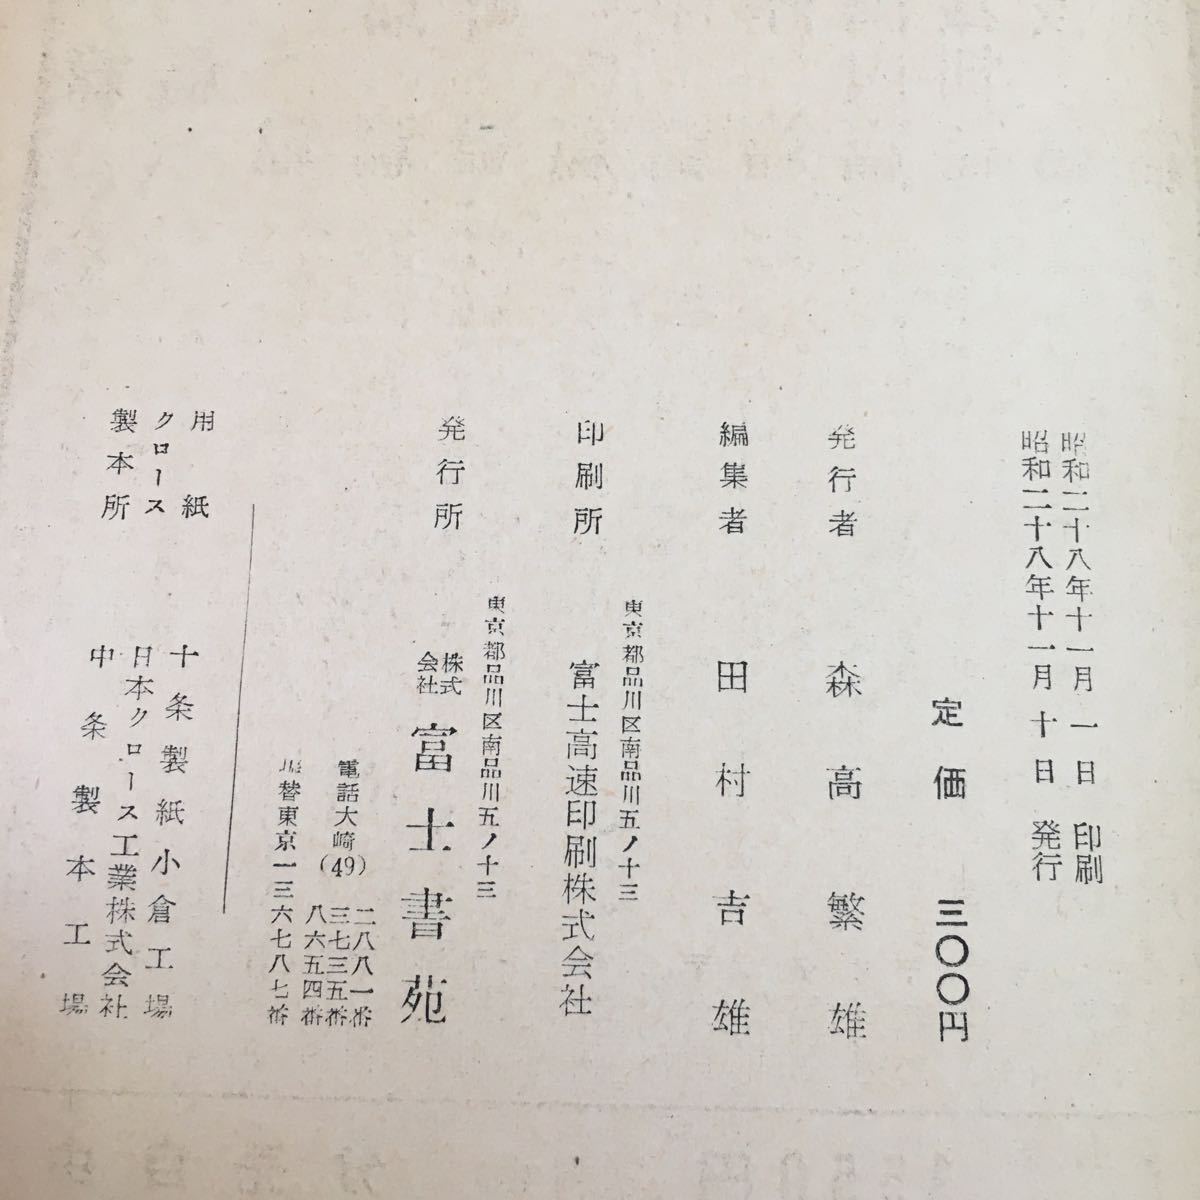 昭和二十八年十一月一日 印刷
昭和二十八年十一月十日 発行
定価 三〇〇円
発行者 森高繁雄
編集者 田村吉雄
東京都品川区南品川五ノ十三
印刷所 富士高速印刷株式会社
東京都品川区南品川五ノ十三
発行所 株式会社 富士書苑
電話大崎(49) 二八八一番
三七三五番
八六五四番
振替東京一三六七八七番
用紙 十条製紙小倉工場
クロース 日本クロース工業株式会社
製本所 中条製本工場